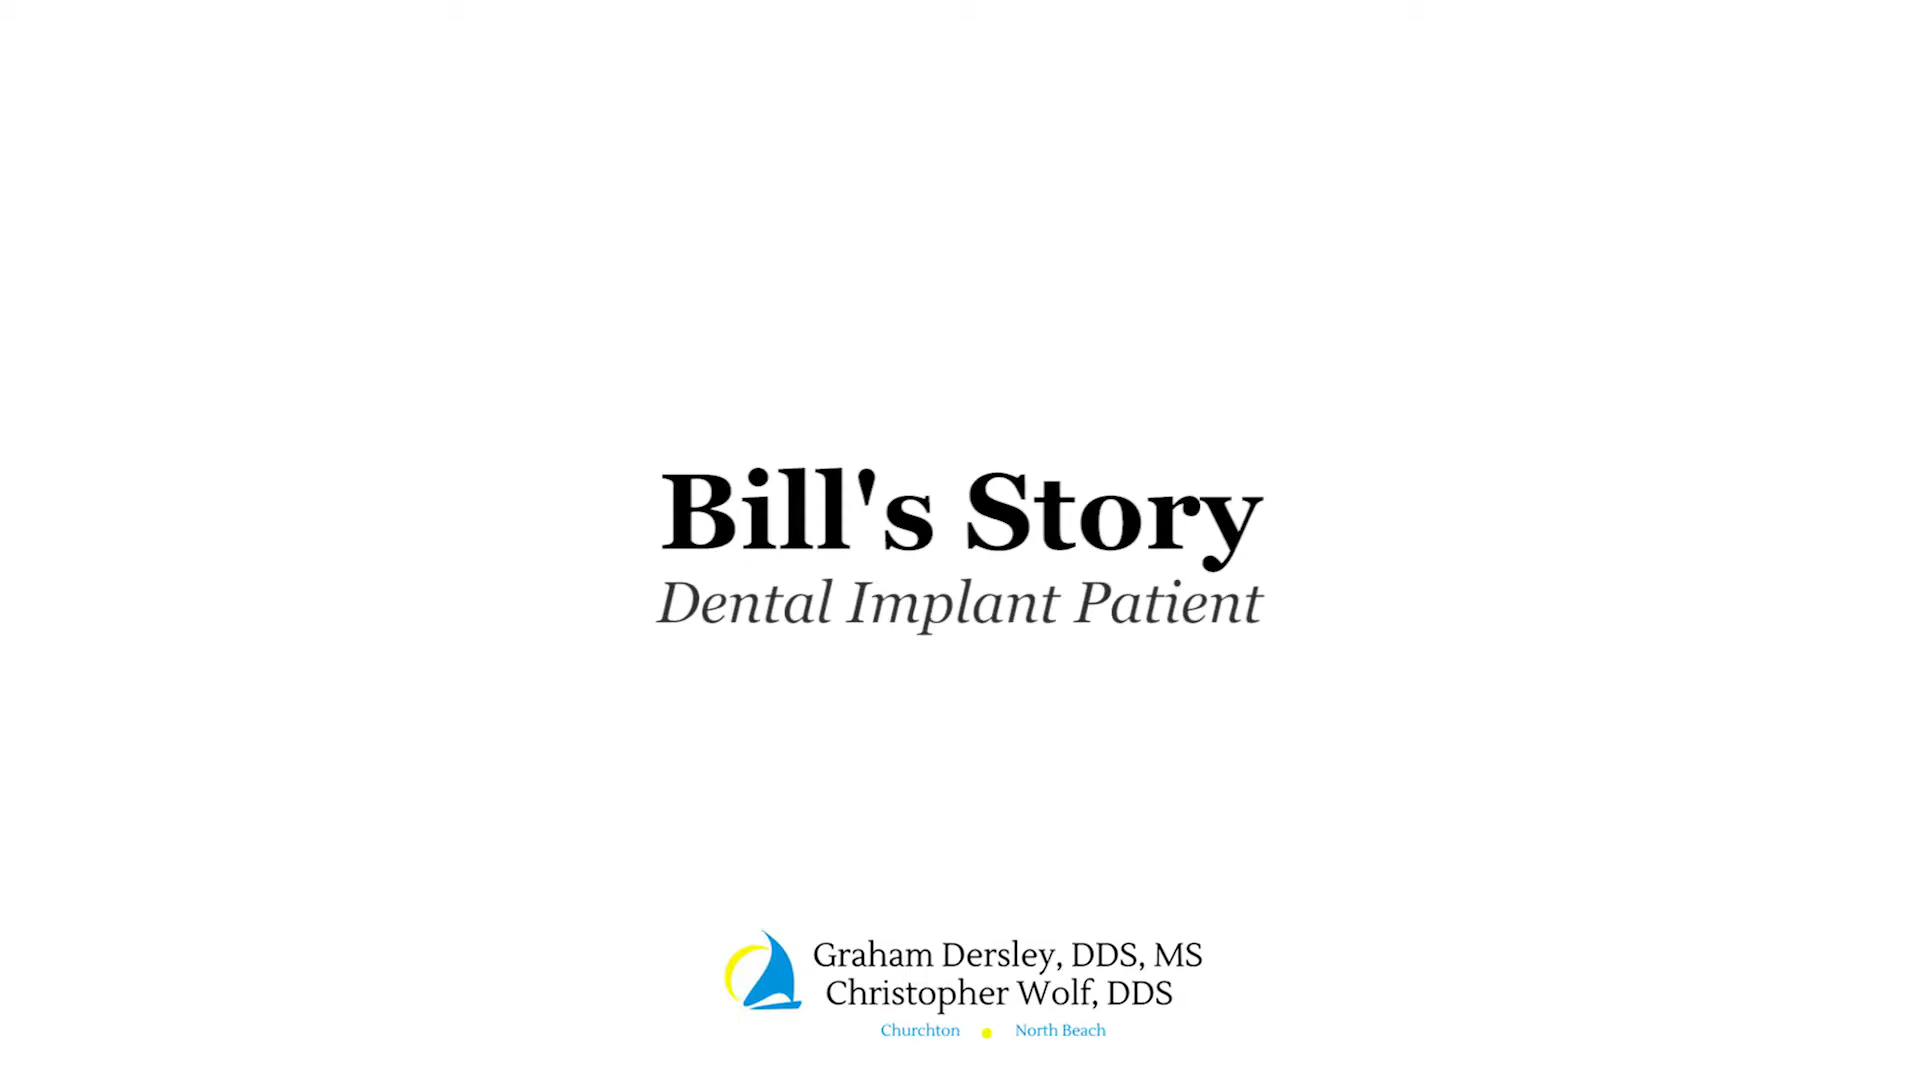 Bill's Story
Dental Implant Patient
Graham Dersley, DDS, MS
Christopher Wolf, DDS
Churchton North Beach